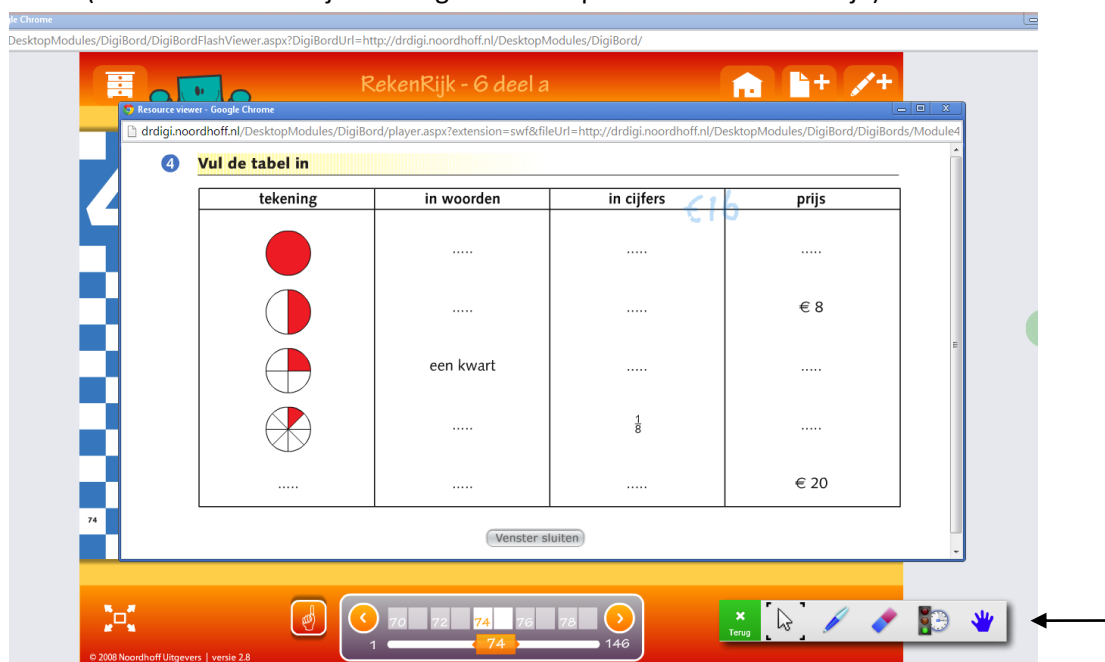 le Chrome
DesktopModules/DigiBord/DigiBordFlashViewer.aspx?DigiBordUrl=http://drdigi.noordhoff.nl/DesktopModules/DigiBord/
RekenRijk - 6 deel a
Resource viewer - Google Chrome
drdigi.noordhoff.nl/DesktopModules/DigiBord/player.aspx?extension=swf&fileUrl=http://drdigi.noordhoff.nl/DesktopModules/DigiBord/DigiBords/Module4
4 Vul de tabel in
tekening in woorden in cijfers prijs
€16
..... ..... .....
..... ..... € 8
een kwart ..... .....
..... 1/8 .....
..... ..... ..... € 20
74
Venster sluiten
70 72 74 76 78
1 74 146
Terug
© 2008 Noordhoff Uitgevers | versie 2.8